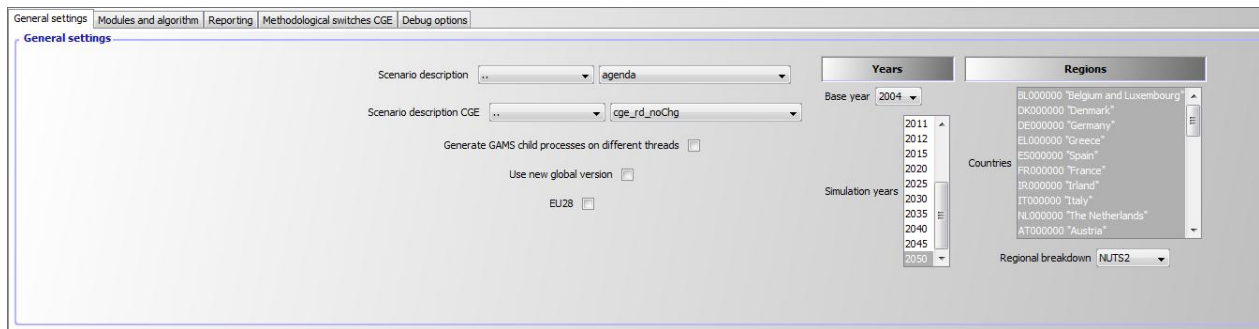 General settings Modules and algorithm Reporting Methodological switches CGE Debug options
General settings
Scenario description .. agenda
Scenario description CGE .. cge_rd_noChg
Generate GAMS child processes on different threads
Use new global version
EU28
Years
Base year 2004
Simulation years
2011
2012
2015
2020
2025
2030
2035
2040
2045
2050
Regions
Countries
BL000000 "Belgium and Luxembourg"
DK000000 "Denmark"
DE000000 "Germany"
EL000000 "Greece"
ES000000 "Spain"
FR000000 "France"
IR000000 "Irland"
IT000000 "Italy"
NL000000 "The Netherlands"
AT000000 "Austria"
Regional breakdown NUTS2